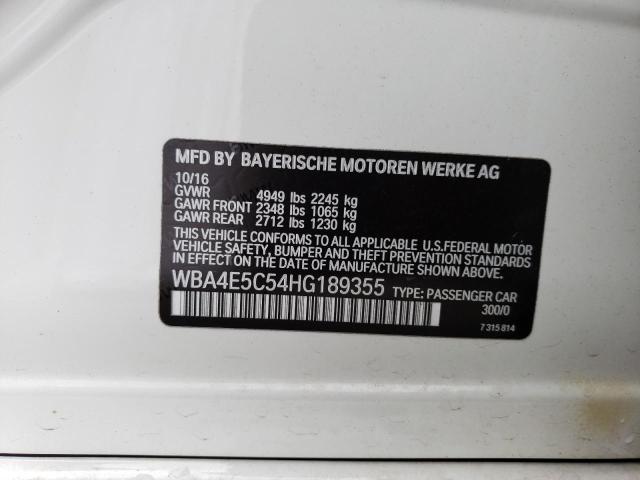 MFD BY BAYERISCHE MOTOREN WERKE AG
10/16
GVWR 4949 lbs 2245 kg
GAWR FRONT 2348 lbs 1065 kg
GAWR REAR 2712 lbs 1230 kg
THIS VEHICLE CONFORMS TO ALL APPLICABLE U.S.FEDERAL MOTOR
VEHICLE SAFETY, BUMPER AND THEFT PREVENTION STANDARDS
IN EFFECT ON THE DATE OF MANUFACTURE SHOWN ABOVE.
WBA4E5C54HG189355 TYPE: PASSENGER CAR
300/0
7 315 814